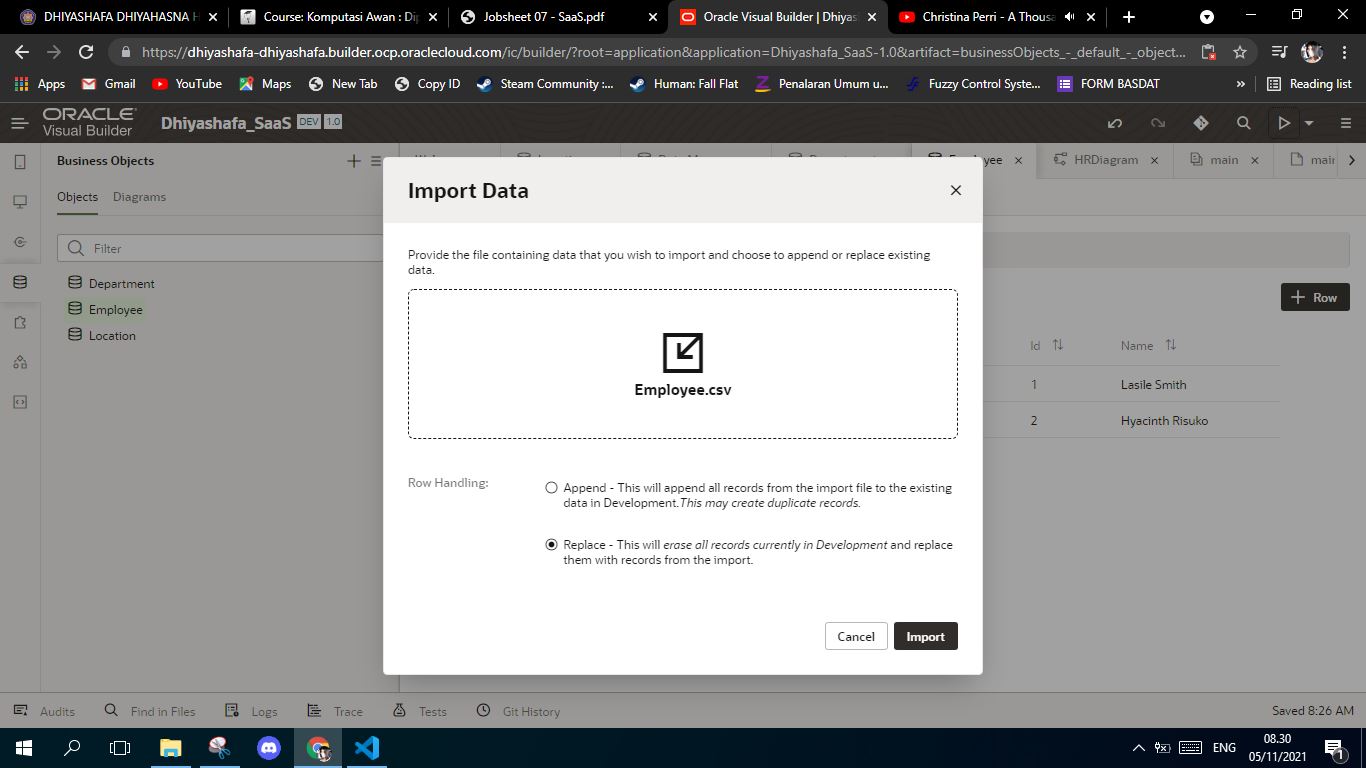 DHIYASHAFA DHIYAHASNA H
Course: Komputasi Awan : Dip
Jobsheet 07 - SaaS.pdf
Oracle Visual Builder | Dhiyash
Christina Perri - A Thousa
https://dhiyashafa-dhiyashafa.builder.ocp.oraclecloud.com/ic/builder/?root=application&application=Dhiyashafa_SaaS-1.0&artifact=businessObjects_-_default_-_object...
Apps
Gmail
YouTube
Maps
New Tab
Copy ID
Steam Community :...
Human: Fall Flat
Penalaran Umum u...
Fuzzy Control Syste...
FORM BASDAT
»
Reading list
ORACLE
Visual Builder
Dhiyashafa_SaaS DEV 1.0
Business Objects
Employee
HRDiagram
main
main
Objects
Diagrams
Filter
Department
Employee
Location
Import Data
Provide the file containing data that you wish to import and choose to append or replace existing
data.
Employee.csv
Row Handling:
Append - This will append all records from the import file to the existing
data in Development.This may create duplicate records.
Replace - This will erase all records currently in Development and replace
them with records from the import.
Cancel
Import
+ Row
Id
Name
1
Lasile Smith
2
Hyacinth Risuko
Audits
Find in Files
Logs
Trace
Tests
Git History
Saved 8:26 AM
ENG
08.30
05/11/2021
1